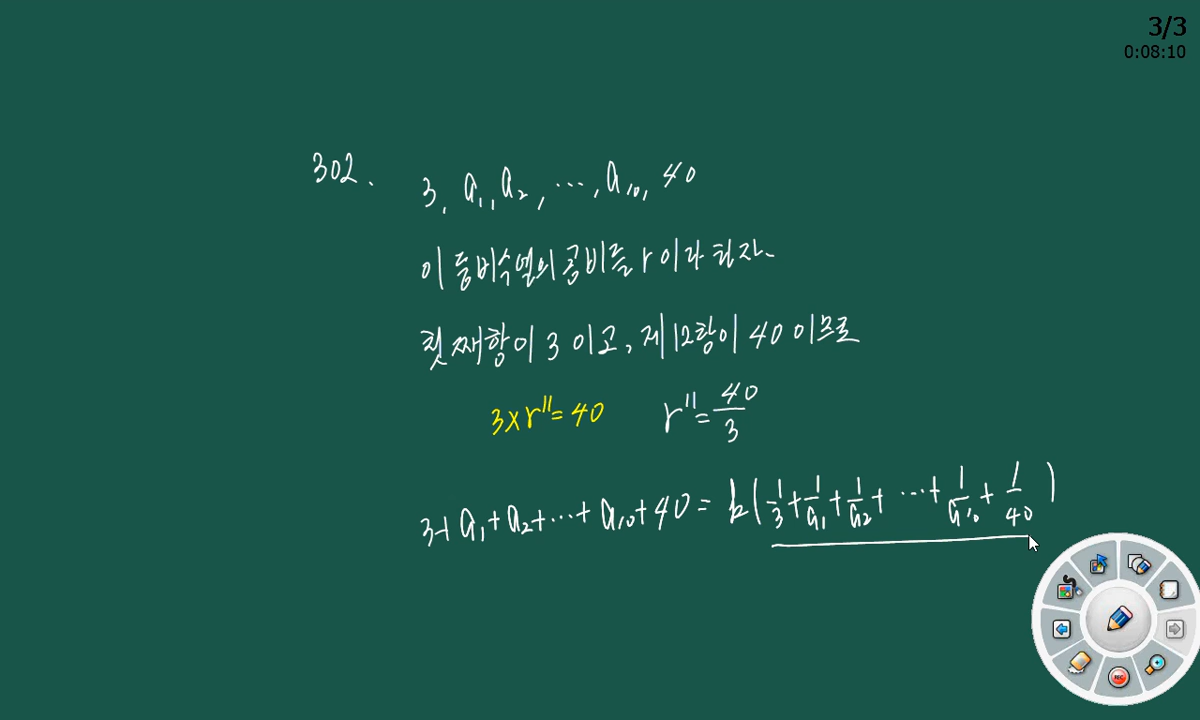 3/3
0:08:10
302.
3, a₁, a₂, ⋯, a₁₀, 40
이 등비수열의 공비를 r이라 하자.
첫째항이 3이고, 제12항이 40이므로
3×r¹¹=40 r¹¹=40/3
3+a₁+a₂+⋯+a₁₀+40=k(1/3+1/a₁+1/a₂+⋯+1/a₁₀+1/40)
REC